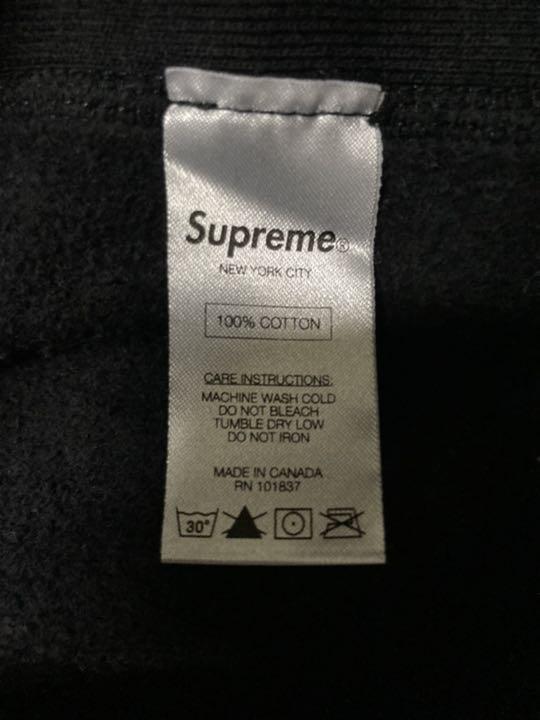 Supreme®
NEW YORK CITY
100% COTTON
CARE INSTRUCTIONS:
MACHINE WASH COLD
DO NOT BLEACH
TUMBLE DRY LOW
DO NOT IRON
MADE IN CANADA
RN 101837
30°